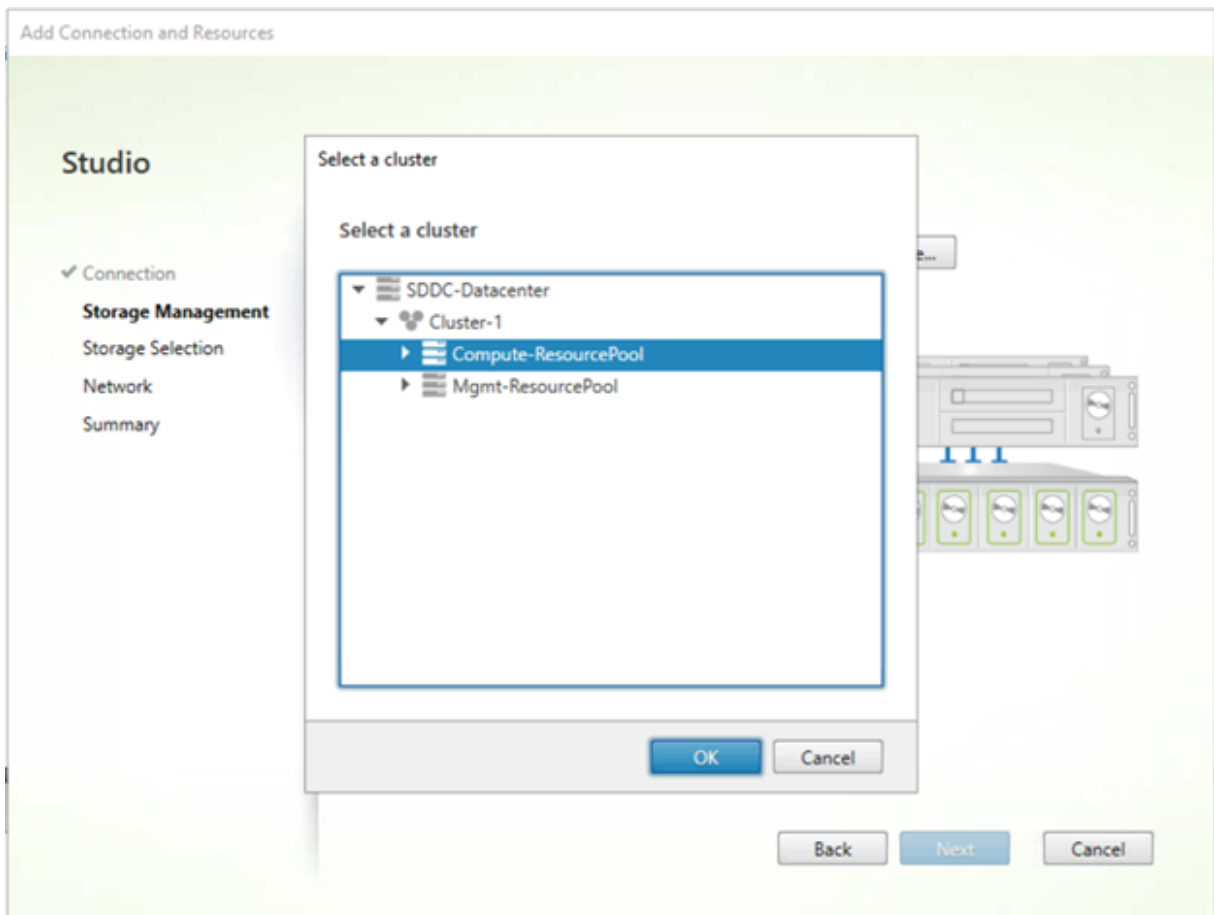 Add Connection and Resources
Studio
Connection
Storage Management
Storage Selection
Network
Summary
Select a cluster
Select a cluster
SDDC-Datacenter
Cluster-1
Compute-ResourcePool
Mgmt-ResourcePool
OK
Cancel
Back
Next
Cancel